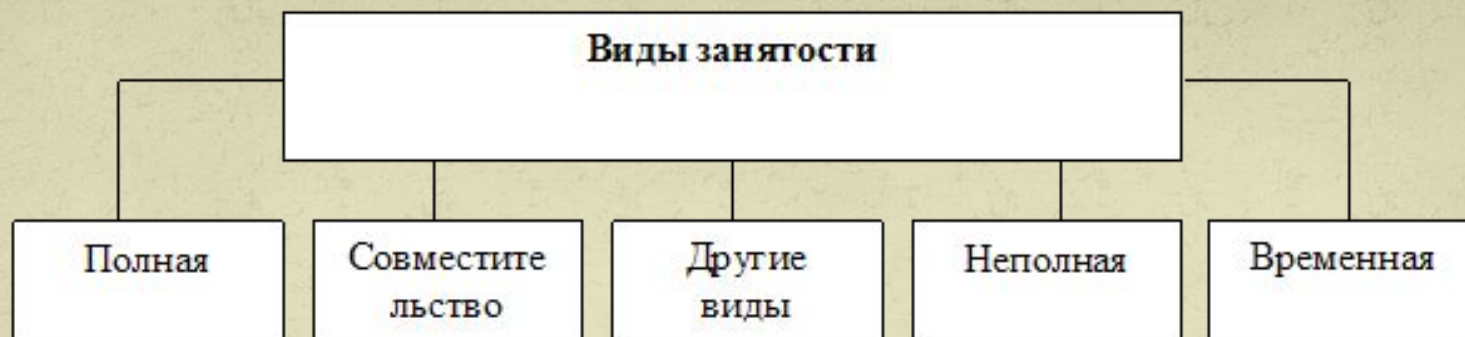 Виды занятости
Полная
Совместите
льство
Другие
виды
Неполная
Временная